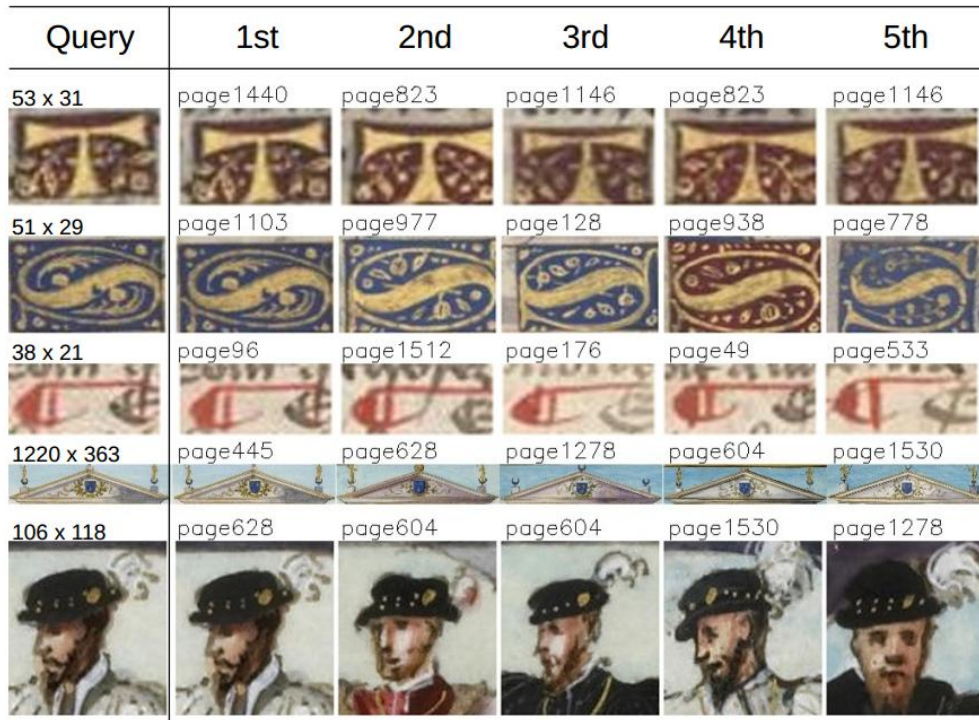 Query 1st 2nd 3rd 4th 5th
53 x 31 page1440 page823 page1146 page823 page1146
51 x 29 page1103 page977 page128 page938 page778
38 x 21 page96 page1512 page176 page49 page533
1220 x 363 page445 page628 page1278 page604 page1530
106 x 118 page628 page604 page604 page1530 page1278